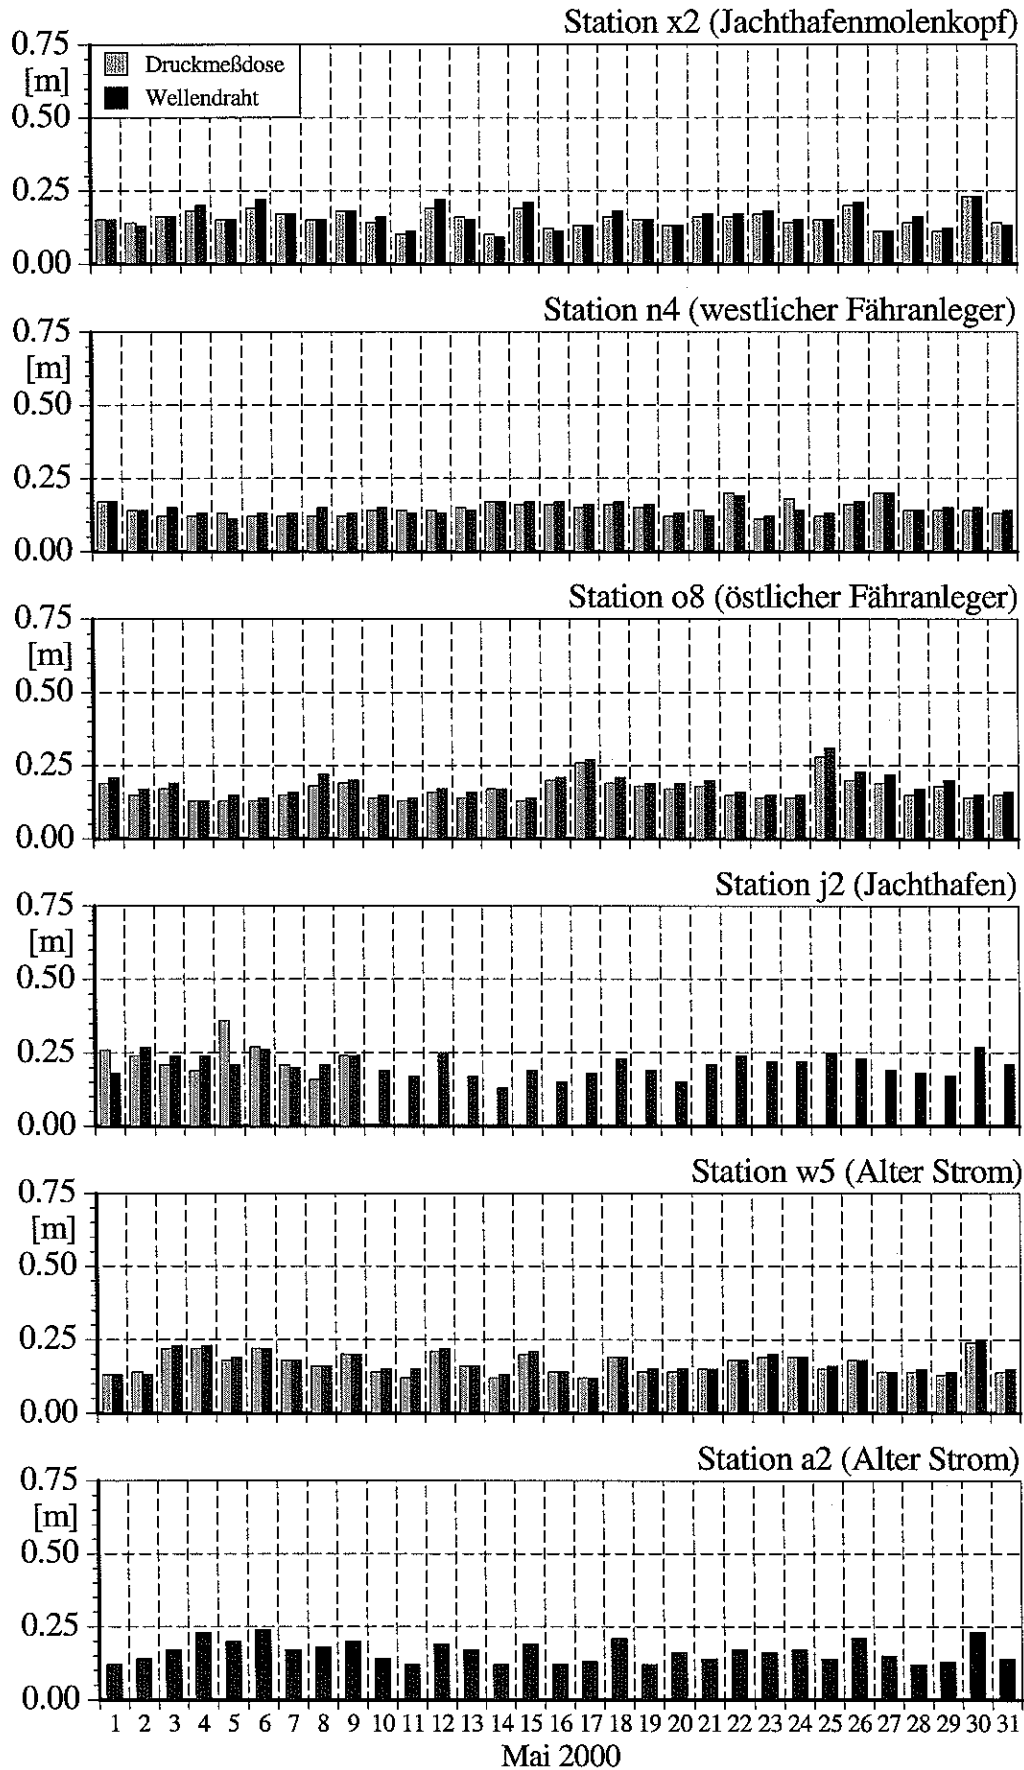 Station x2 (Jachthafenmolenkopf)
0.75
[m]
0.50
0.25
0.00
Druckmeßdose
Wellendraht
Station n4 (westlicher Fähranleger)
0.75
[m]
0.50
0.25
0.00
Station o8 (östlicher Fähranleger)
0.75
[m]
0.50
0.25
0.00
Station j2 (Jachthafen)
0.75
[m]
0.50
0.25
0.00
Station w5 (Alter Strom)
0.75
[m]
0.50
0.25
0.00
Station a2 (Alter Strom)
0.75
[m]
0.50
0.25
0.00
1 2 3 4 5 6 7 8 9 10 11 12 13 14 15 16 17 18 19 20 21 22 23 24 25 26 27 28 29 30 31
Mai 2000